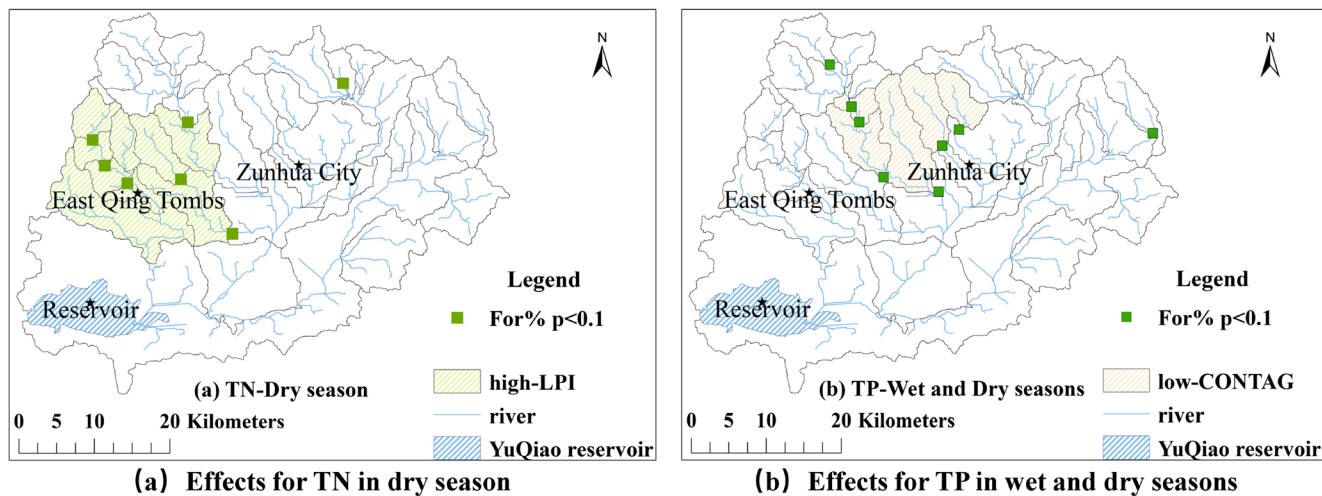 N
Zunhua City
East Qing Tombs
Reservoir
Legend
For% p<0.1
high-LPI
river
YuQiao reservoir
(a) TN-Dry season
0 10 20 Kilometers
(a) Effects for TN in dry season
N
Zunhua City
East Qing Tombs
Reservoir
Legend
For% p<0.1
low-CONTAG
river
YuQiao reservoir
(b) TP-Wet and Dry seasons
0 10 20 Kilometers
(b) Effects for TP in wet and dry seasons